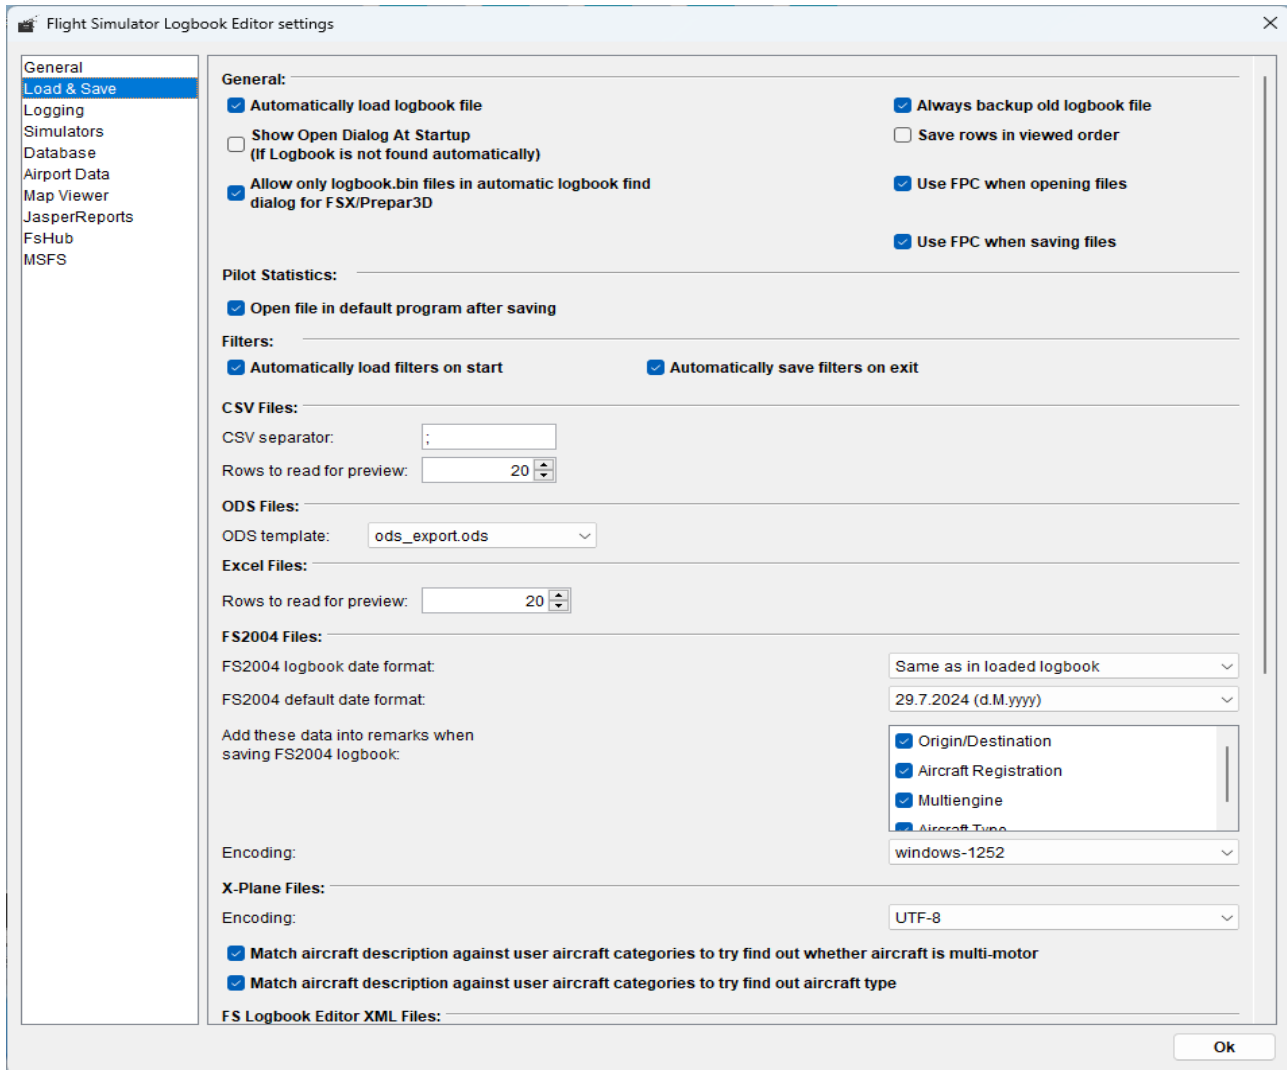 Flight Simulator Logbook Editor settings
General
Load & Save
Logging
Simulators
Database
Airport Data
Map Viewer
JasperReports
FsHub
MSFS
General:
Automatically load logbook file
Always backup old logbook file
Show Open Dialog At Startup
(If Logbook is not found automatically)
Save rows in viewed order
Allow only logbook.bin files in automatic logbook find
dialog for FSX/Prepar3D
Use FPC when opening files
Use FPC when saving files
Pilot Statistics:
Open file in default program after saving
Filters:
Automatically load filters on start
Automatically save filters on exit
CSV Files:
CSV separator:
;
Rows to read for preview:
20
ODS Files:
ODS template:
ods_export.ods
Excel Files:
Rows to read for preview:
20
FS2004 Files:
FS2004 logbook date format:
Same as in loaded logbook
FS2004 default date format:
29.7.2024 (d.M.yyyy)
Add these data into remarks when
saving FS2004 logbook:
Origin/Destination
Aircraft Registration
Multiengine
Aircraft Type
Encoding:
windows-1252
X-Plane Files:
Encoding:
UTF-8
Match aircraft description against user aircraft categories to try find out whether aircraft is multi-motor
Match aircraft description against user aircraft categories to try find out aircraft type
FS Logbook Editor XML Files:
Ok